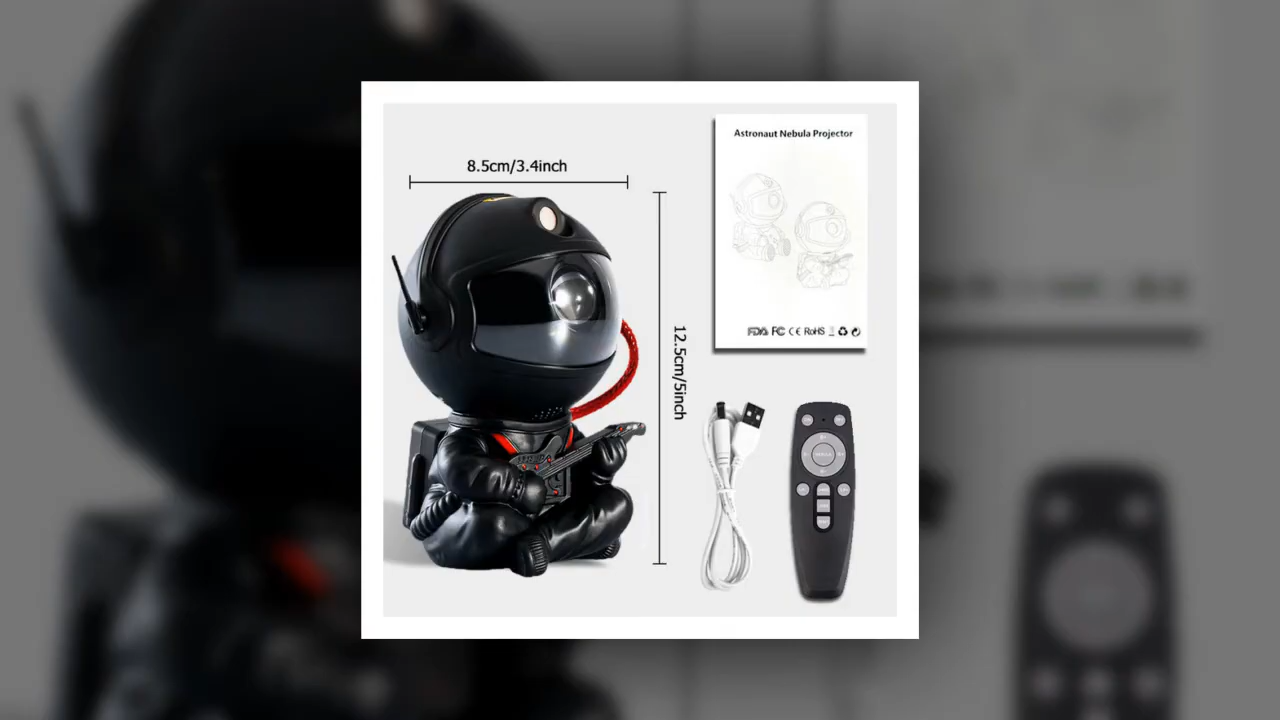 8.5cm/3.4inch
12.5cm/5inch
Astronaut Nebula Projector
FDA FC CE RoHS